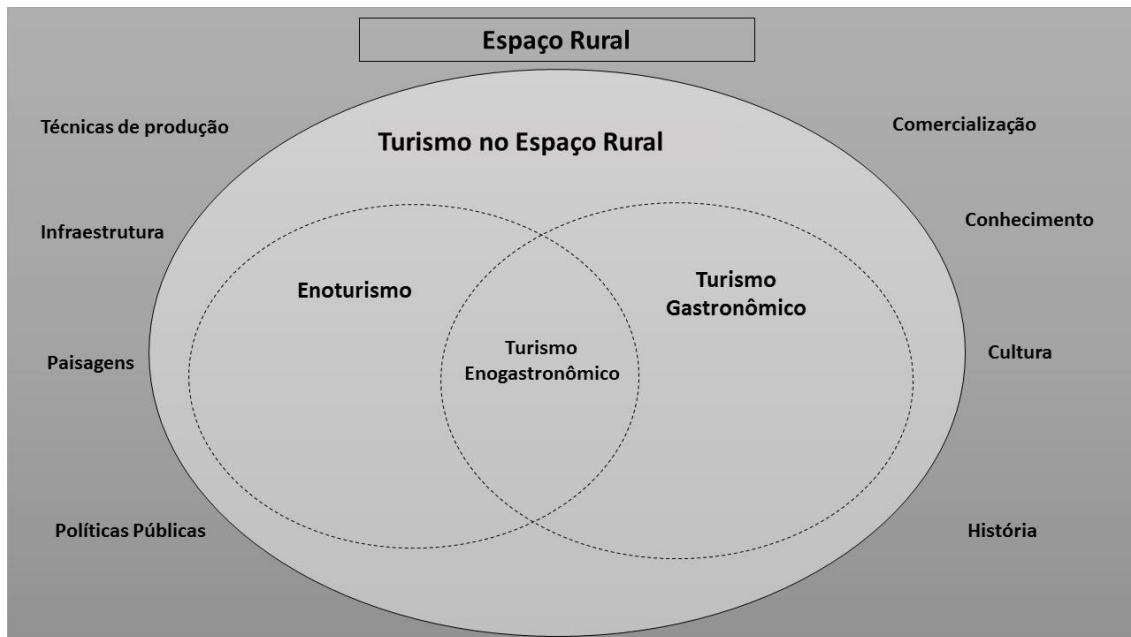 Espaço Rural
Técnicas de produção
Comercialização
Turismo no Espaço Rural
Infraestrutura
Conhecimento
Enoturismo
Turismo
Gastronômico
Turismo
Enogastronômico
Paisagens
Cultura
Políticas Públicas
História